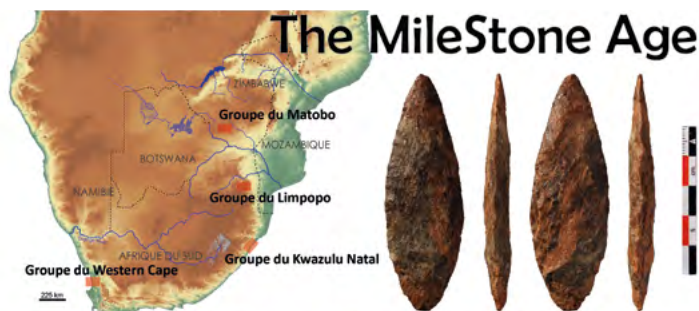 The MileStone Age
ZIMBABWE
Groupe du Matobo
MOZAMBIQUE
BOTSWANA
NAMIBIE
Groupe du Limpopo
AFRIQUE DU SUD
Groupe du Kwazulu Natal
Groupe du Western Cape
225 km